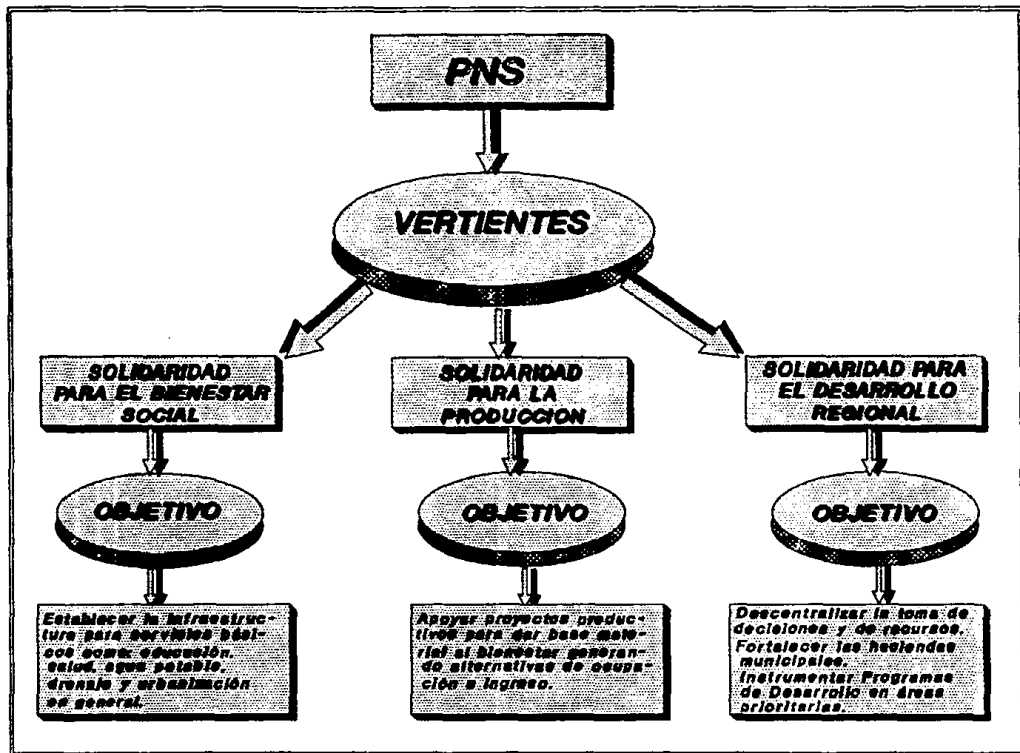 PNS
VERTIENTES
SOLIDARIDAD
PARA EL BIENESTAR
SOCIAL
OBJETIVO
Establecer la infraestruc-
tura para servicios bási-
cos como: educación,
salud, agua potable,
drenaje y urbanización
en general.
SOLIDARIDAD
PARA LA
PRODUCCION
OBJETIVO
Apoyar proyectos produc-
tivos para dar base mate-
rial al bienestar generan-
do alternativas de ocupa-
ción e ingreso.
SOLIDARIDAD PARA
EL DESARROLLO
REGIONAL
OBJETIVO
Descentralizar la toma de
decisiones y de recursos.
Fortalecer las haciendas
municipales.
Instrumentar Programas
de Desarrollo en áreas
prioritarias.